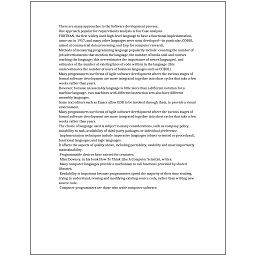 There are many approaches to the Software development process.
One approach popular for requirements analysis is Use Case analysis.
FORTRAN, the first widely used high-level language to have a functional implementation,
came out in 1957, and many other languages were soon developed—in particular, COBOL
aimed at commercial data processing, and Lisp for computer research.
Methods of measuring programming language popularity include: counting the number of
job advertisements that mention the language, the number of books sold and courses
teaching the language (this overestimates the importance of newer languages), and
estimates of the number of existing lines of code written in the language (this
underestimates the number of users of business languages such as COBOL).
Many programmers use forms of Agile software development where the various stages of
formal software development are more integrated together into short cycles that take a few
weeks rather than years.
However, because an assembly language is little more than a different notation for a
machine language, two machines with different instruction sets also have different
assembly languages.
Some text editors such as Emacs allow GDB to be invoked through them, to provide a visual
environment.
Many programmers use forms of Agile software development where the various stages of
formal software development are more integrated together into short cycles that take a few
weeks rather than years.
The choice of language used is subject to many considerations, such as company policy,
suitability to task, availability of third-party packages, or individual preference.
Implementation techniques include imperative languages (object-oriented or procedural),
functional languages, and logic languages.
It affects the aspects of quality above, including portability, usability and most importantly
maintainability.
Programmable devices have existed for centuries.
Allen Downey, in his book How To Think Like A Computer Scientist, writes:
Many computer languages provide a mechanism to call functions provided by shared
libraries.
Readability is important because programmers spend the majority of their time reading,
trying to understand, reusing and modifying existing source code, rather than writing new
source code.
Computer programmers are those who write computer software.